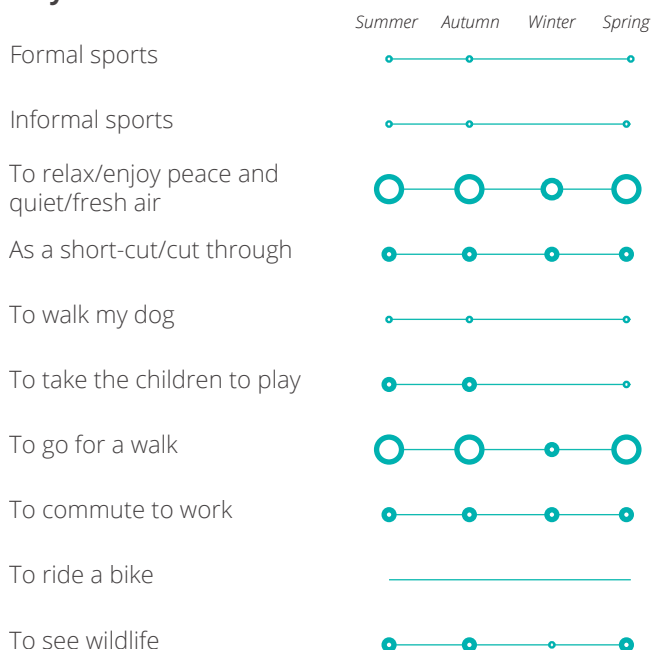 Summer Autumn Winter Spring
Formal sports
Informal sports
To relax/enjoy peace and
quiet/fresh air
As a short-cut/cut through
To walk my dog
To take the children to play
To go for a walk
To commute to work
To ride a bike
To see wildlife